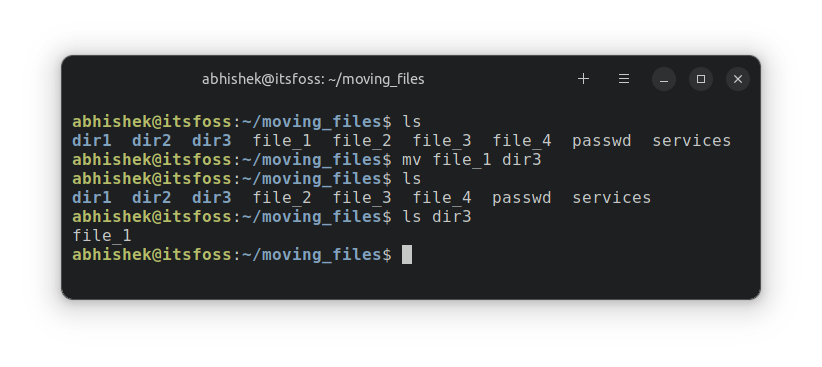 abhishek@itsfoss: ~/moving_files
abhishek@itsfoss:~/moving_files$ ls
dir1  dir2  dir3  file_1  file_2  file_3  file_4  passwd  services
abhishek@itsfoss:~/moving_files$ mv file_1 dir3
abhishek@itsfoss:~/moving_files$ ls
dir1  dir2  dir3  file_2  file_3  file_4  passwd  services
abhishek@itsfoss:~/moving_files$ ls dir3
file_1
abhishek@itsfoss:~/moving_files$